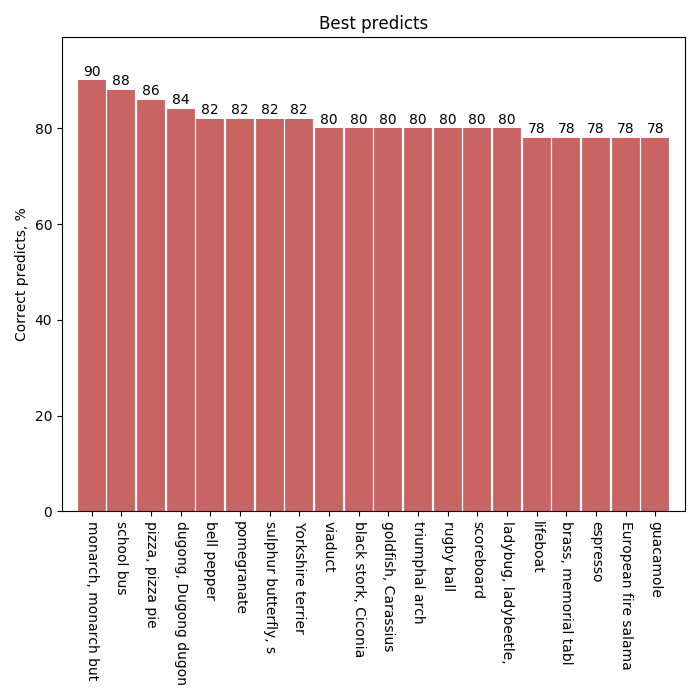 Best predicts
90 88 86 84 82 82 82 82 80 80 80 80 80 80 80 78 78 78 78 78
Correct predicts, %
80
60
40
20
0
monarch, monarch but
school bus
pizza, pizza pie
dugong, Dugong dugon
bell pepper
pomegranate
sulphur butterfly, s
Yorkshire terrier
viaduct
black stork, Ciconia
goldfish, Carassius
triumphal arch
rugby ball
scoreboard
ladybug, ladybeetle,
lifeboat
brass, memorial tabl
espresso
European fire salama
guacamole